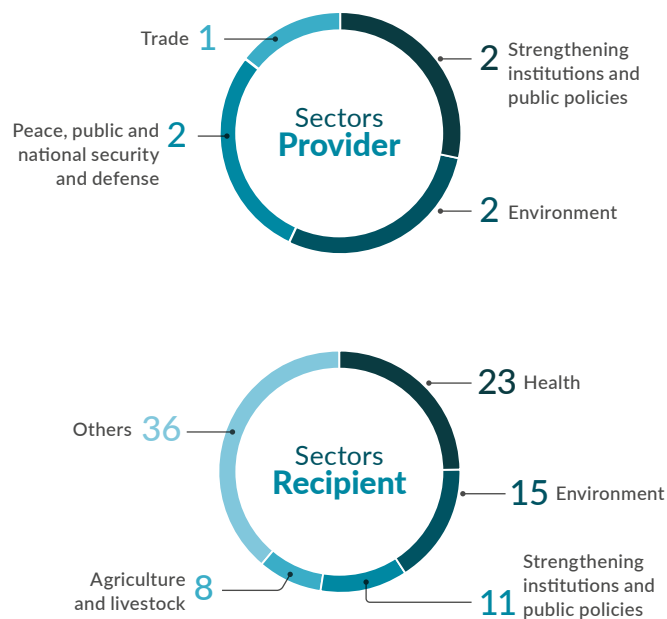 Trade 1
2 Strengthening
institutions and
public policies
Sectors
Provider
Peace, public and
national security
and defense
2
2 Environment
23 Health
Others 36
Sectors
Recipient
15 Environment
Agriculture
and livestock
8
Strengthening
institutions and
public policies
11